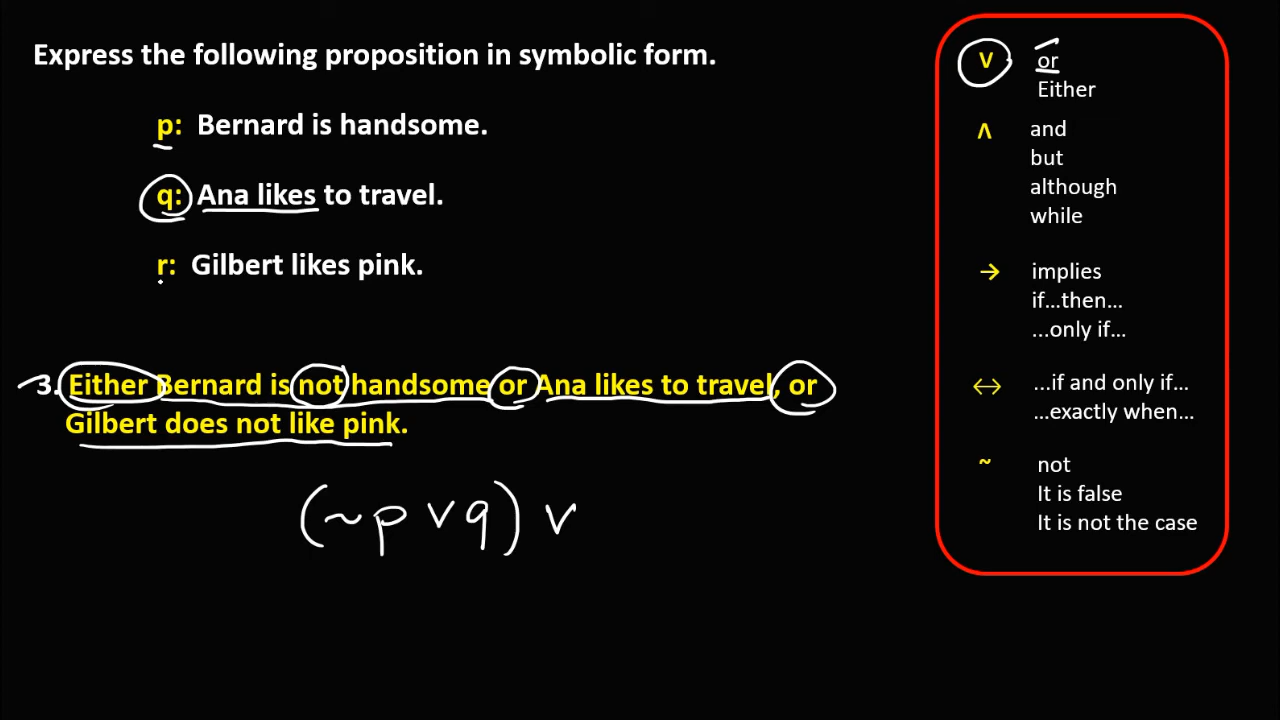 Express the following proposition in symbolic form.
p: Bernard is handsome.
q: Ana likes to travel.
r: Gilbert likes pink.
3. Either Bernard is not handsome or Ana likes to travel, or
Gilbert does not like pink.
(~p v q) v
v or
Either
∧ and
but
although
while
→ implies
if...then...
...only if...
↔ ...if and only if...
...exactly when...
~ not
It is false
It is not the case